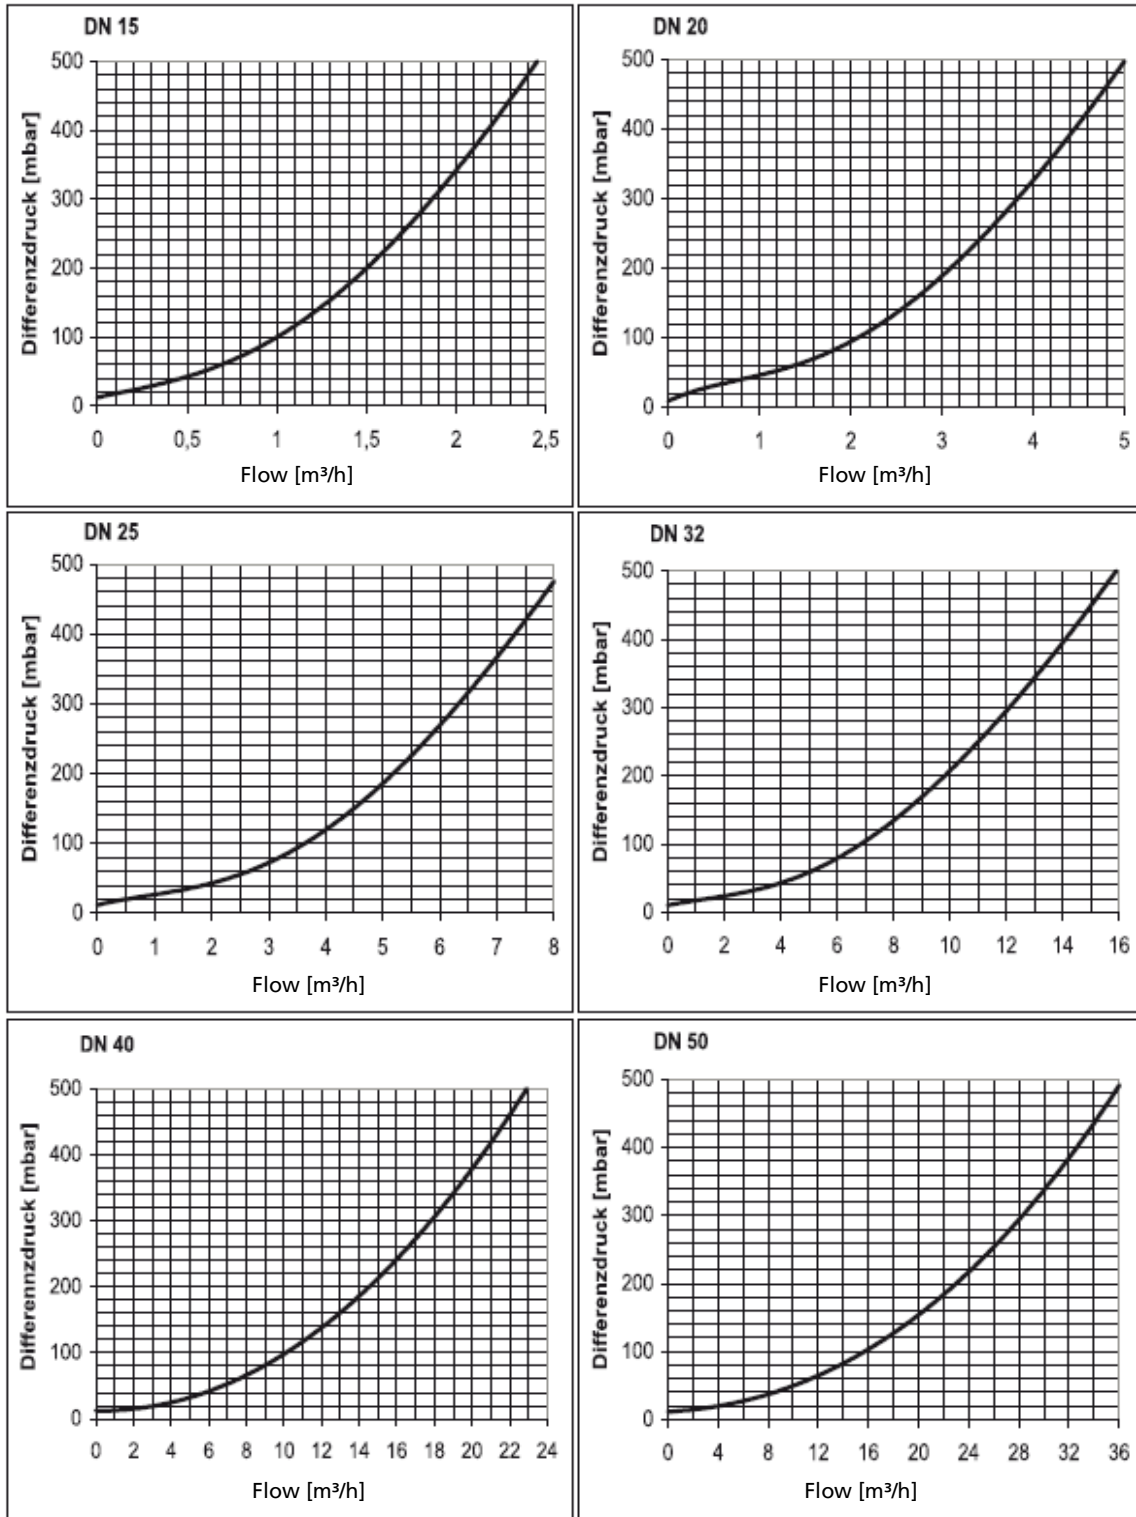 DN 15
500
400
300
200
100
0
Differenzdruck [mbar]
0 0,5 1 1,5 2 2,5
Flow [m³/h]
DN 20
500
400
300
200
100
0
Differenzdruck [mbar]
0 1 2 3 4 5
Flow [m³/h]
DN 25
500
400
300
200
100
0
Differenzdruck [mbar]
0 1 2 3 4 5 6 7 8
Flow [m³/h]
DN 32
500
400
300
200
100
0
Differenzdruck [mbar]
0 2 4 6 8 10 12 14 16
Flow [m³/h]
DN 40
500
400
300
200
100
0
Differennzdruck [mbar]
0 2 4 6 8 10 12 14 16 18 20 22 24
Flow [m³/h]
DN 50
500
400
300
200
100
0
Differenzdruck [mbar]
0 4 8 12 16 20 24 28 32 36
Flow [m³/h]